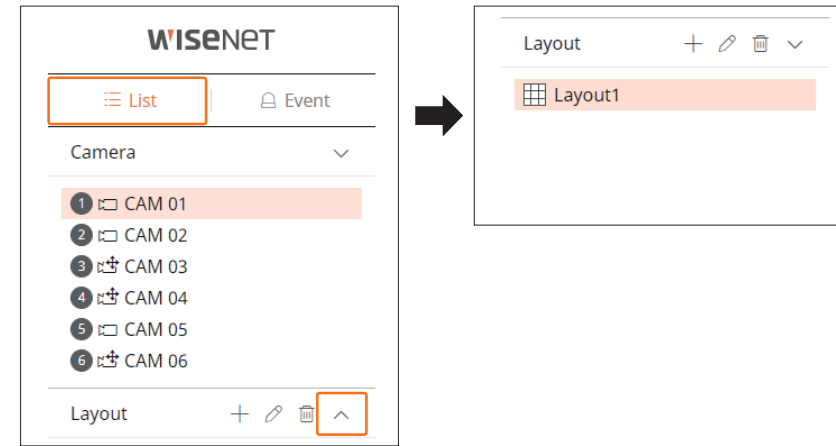 WISENET
List
Event
Camera
1 CAM 01
2 CAM 02
3 CAM 03
4 CAM 04
5 CAM 05
6 CAM 06
Layout
Layout
Layout1